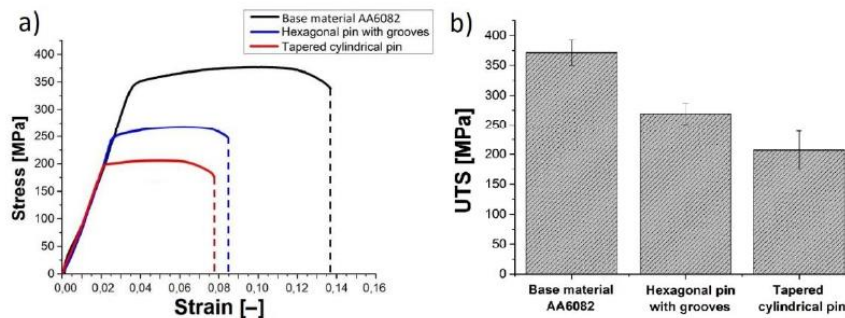 a)
Base material AA6082
Hexagonal pin with grooves
Tapered cylindrical pin
Stress [MPa]
400
350
300
250
200
150
100
50
0
0,00 0,02 0,04 0,06 0,08 0,10 0,12 0,14 0,16
Strain [–]
b)
UTS [MPa]
400
350
300
250
200
150
100
50
0
Base material
AA6082
Hexagonal pin
with grooves
Tapered
cylindrical pin